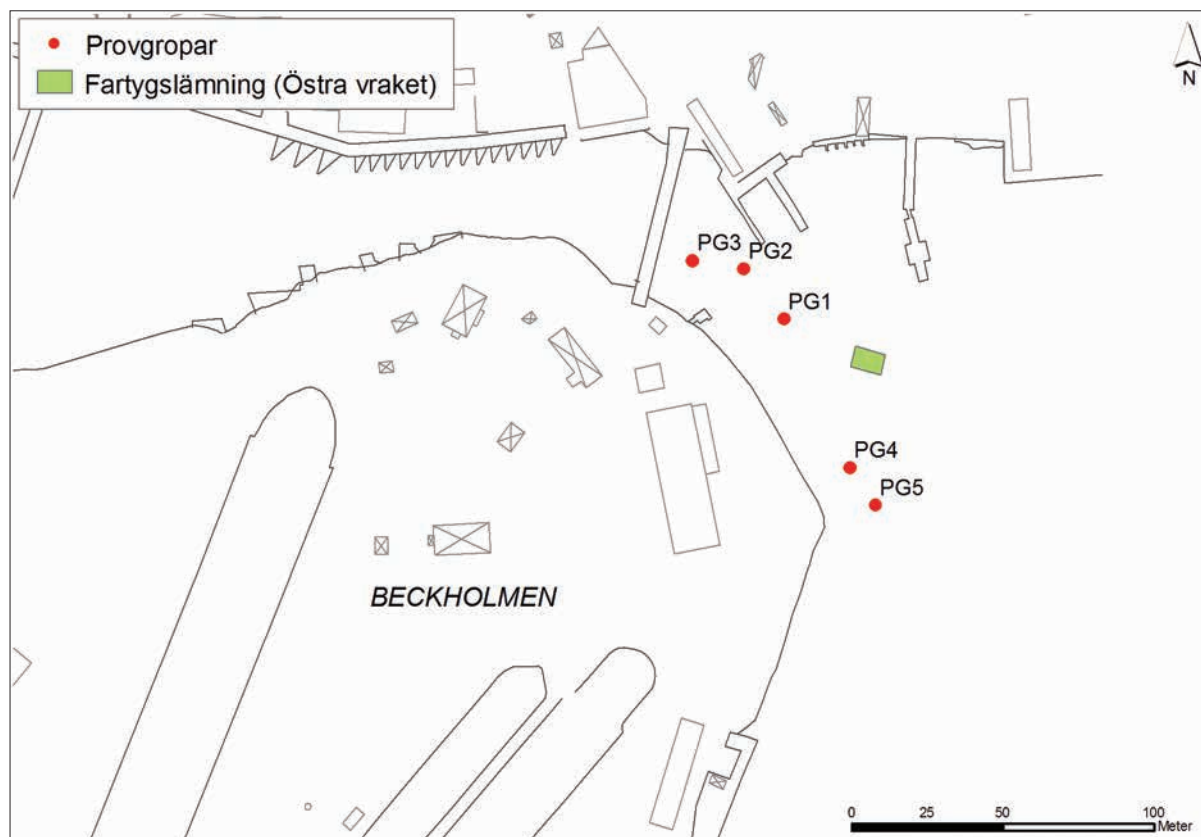 Provgropar
Fartygslämning (Östra vraket)
N
PG3
PG2
PG1
PG4
PG5
BECKHOLMEN
0 25 50 100
Meter